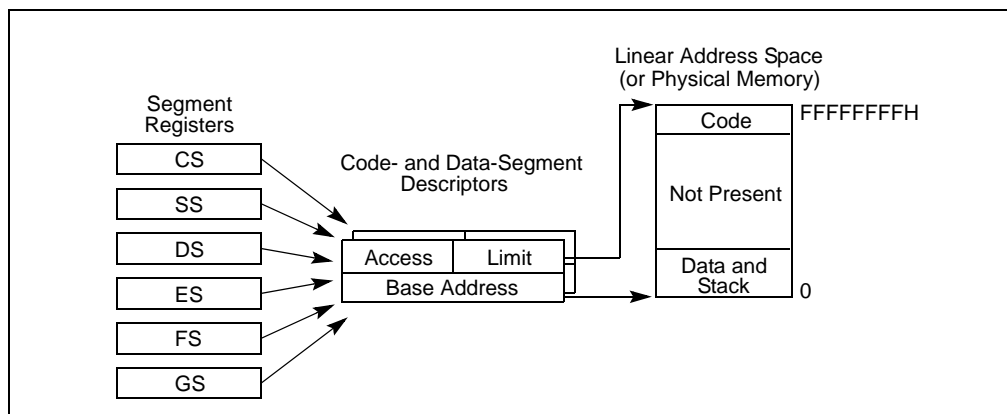 Segment
Registers
CS
SS
DS
ES
FS
GS
Code- and Data-Segment
Descriptors
Access
Limit
Base Address
Linear Address Space
(or Physical Memory)
Code
FFFFFFFFH
Not Present
Data and
Stack
0